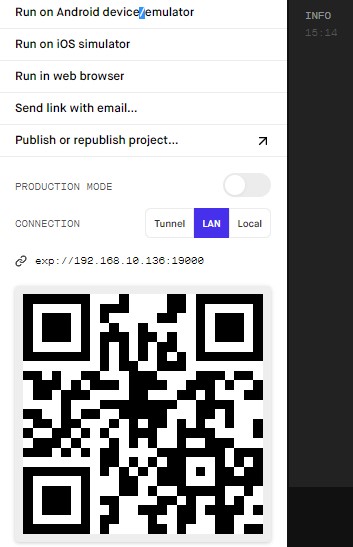 Run on Android device/emulator
Run on iOS simulator
Run in web browser
Send link with email...
Publish or republish project...
PRODUCTION MODE
CONNECTION
Tunnel
LAN
Local
exp://192.168.10.136:19000
INFO
15:14